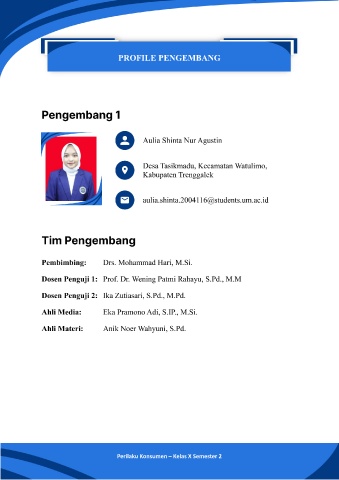 PROFILE PENGEMBANG
Pengembang 1
Aulia Shinta Nur Agustin
Desa Tasikmadu, Kecamatan Watulimo,
Kabupaten Trenggalek
aulia.shinta.2004116@students.um.ac.id
Tim Pengembang
Pembimbing: Drs. Mohammad Hari, M.Si.
Dosen Penguji 1: Prof. Dr. Wening Patmi Rahayu, S.Pd., M.M
Dosen Penguji 2: Ika Zutiasari, S.Pd., M.Pd.
Ahli Media: Eka Pramono Adi, S.IP., M.Si.
Ahli Materi: Anik Noer Wahyuni, S.Pd.
Perilaku Konsumen – Kelas X Semester 2